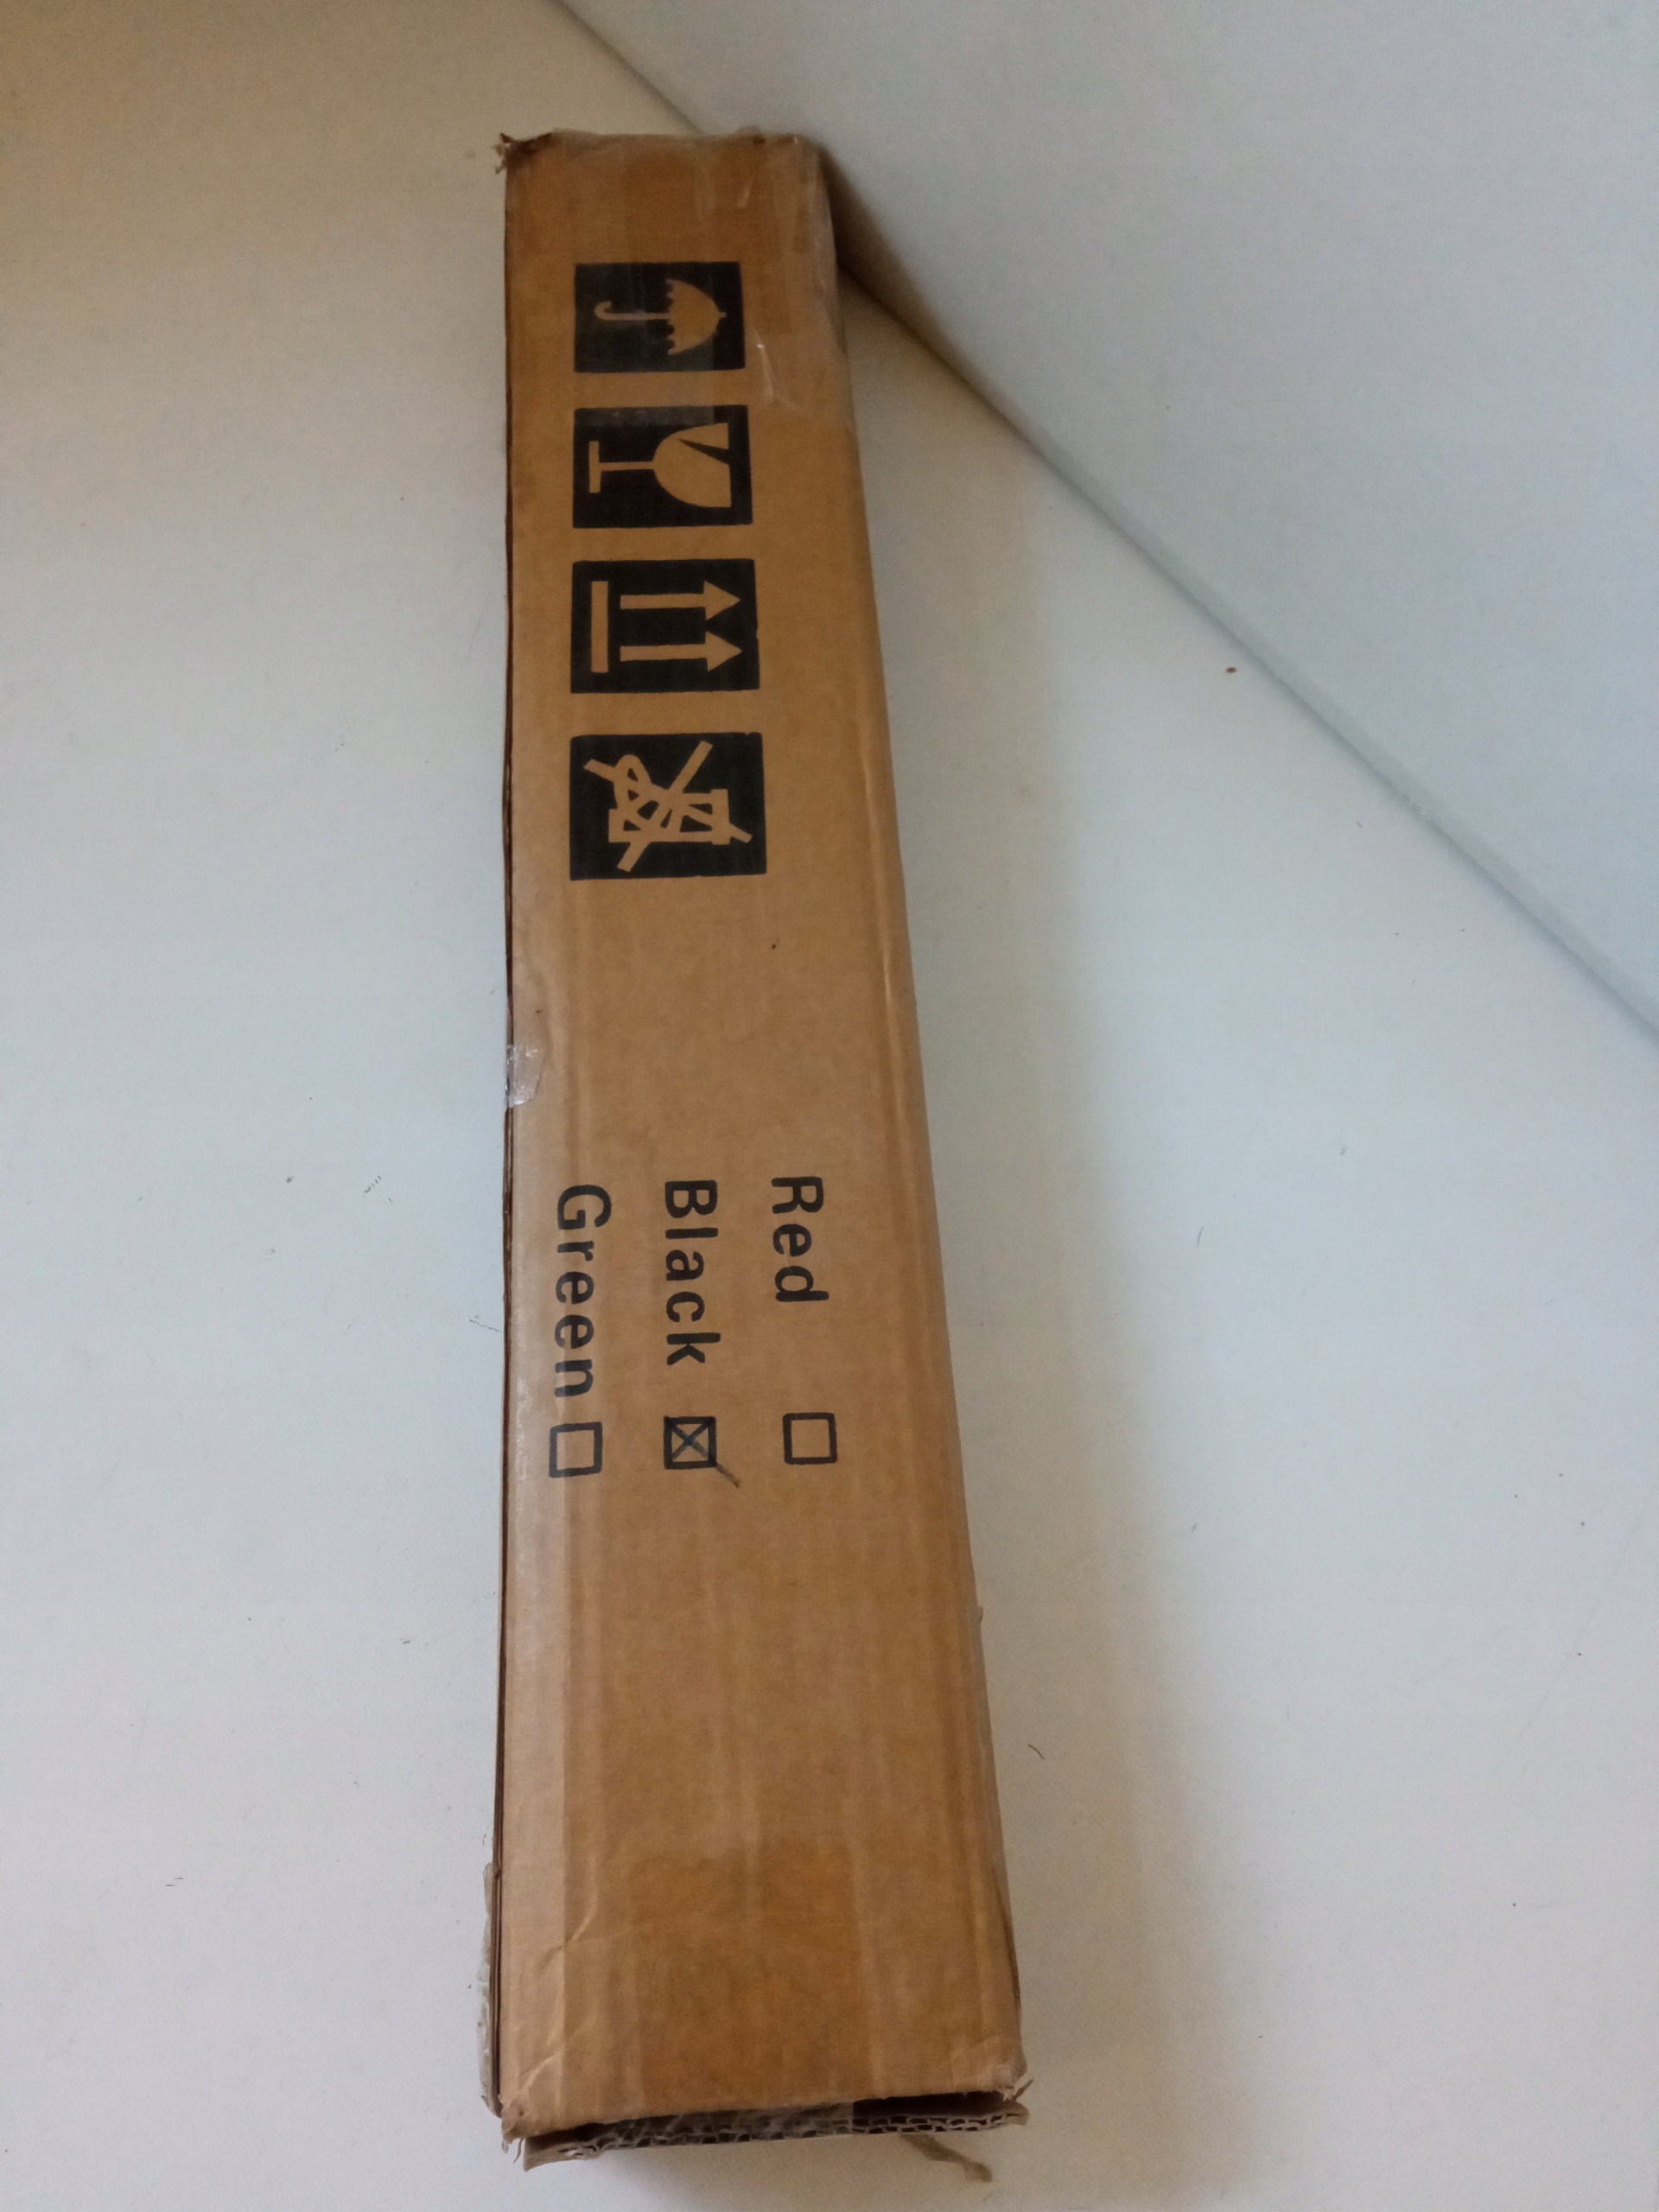 Red ☐
Black ☒
Green ☐